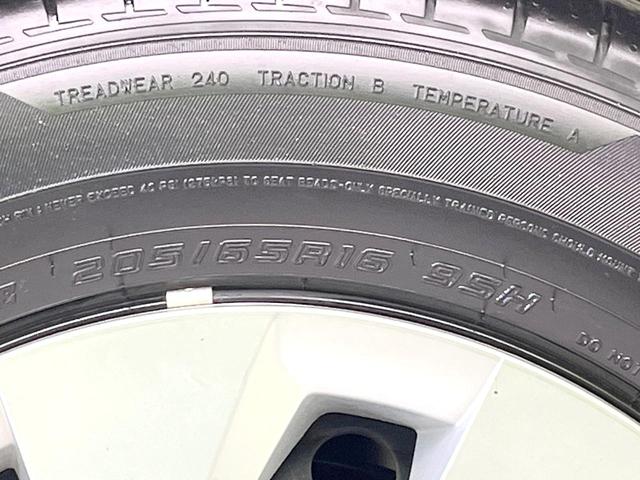 TREADWEAR 240 TRACTION B TEMPERATURE A
NEVER EXCEED 40 PSI (275kPa) TO SEAT BEADS-ONLY SPECIALLY TRAINED PERSONS SHOULD MOUNT
205/65R16 95H
DO NOT